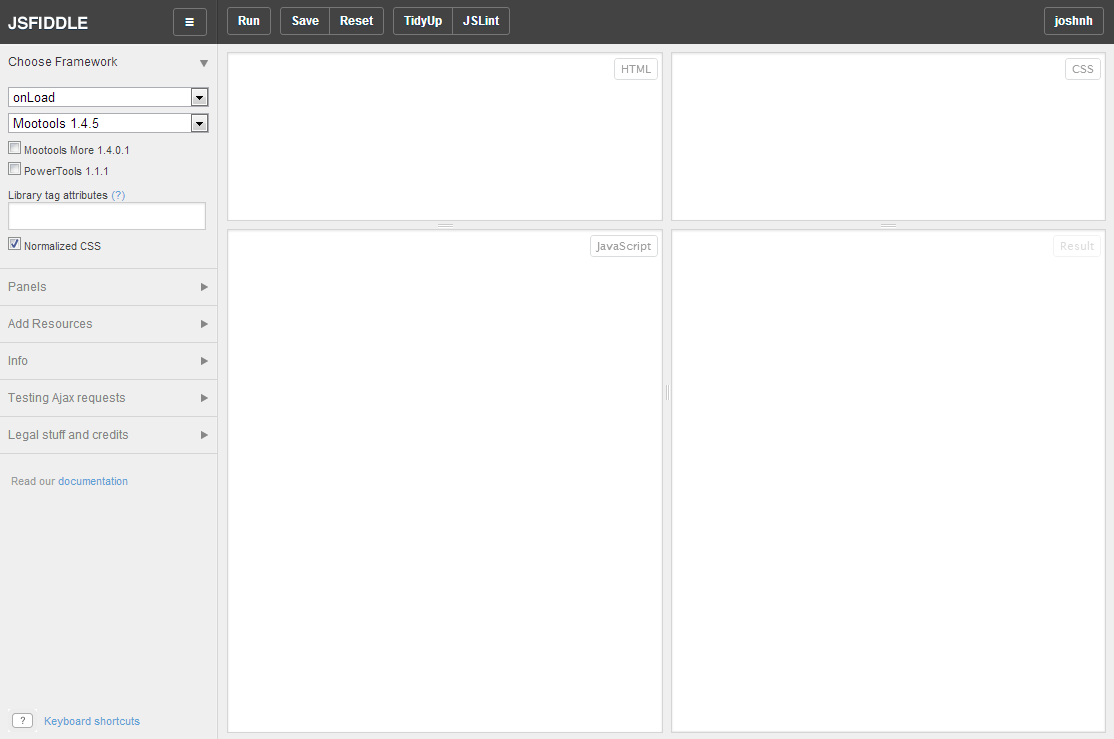 JSFIDDLE ≡ Run Save Reset TidyUp JSLint joshnh
Choose Framework
onLoad
Mootools 1.4.5
Mootools More 1.4.0.1
PowerTools 1.1.1
Library tag attributes (?)
Normalized CSS
Panels
Add Resources
Info
Testing Ajax requests
Legal stuff and credits
Read our documentation
? Keyboard shortcuts
HTML
CSS
JavaScript
Result